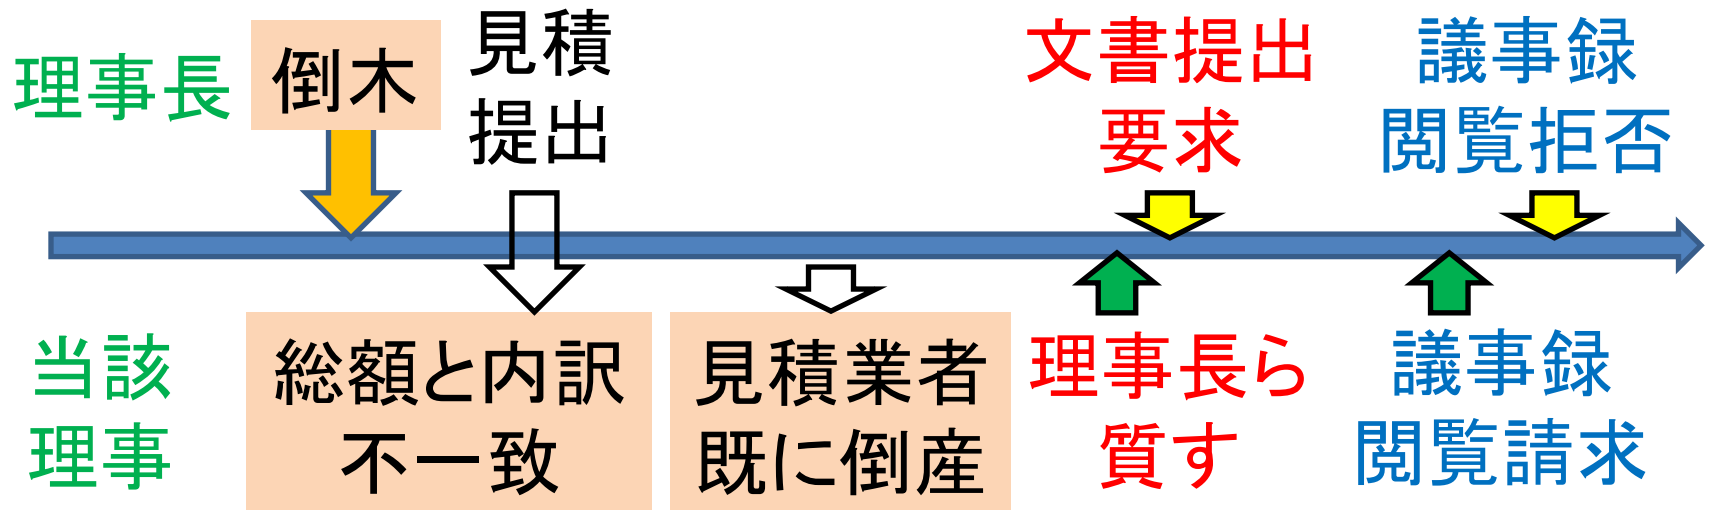 理事長
倒木
見積
提出
文書提出
要求
議事録
閲覧拒否
当該
理事
総額と内訳
不一致
見積業者
既に倒産
理事長ら
質す
議事録
閲覧請求